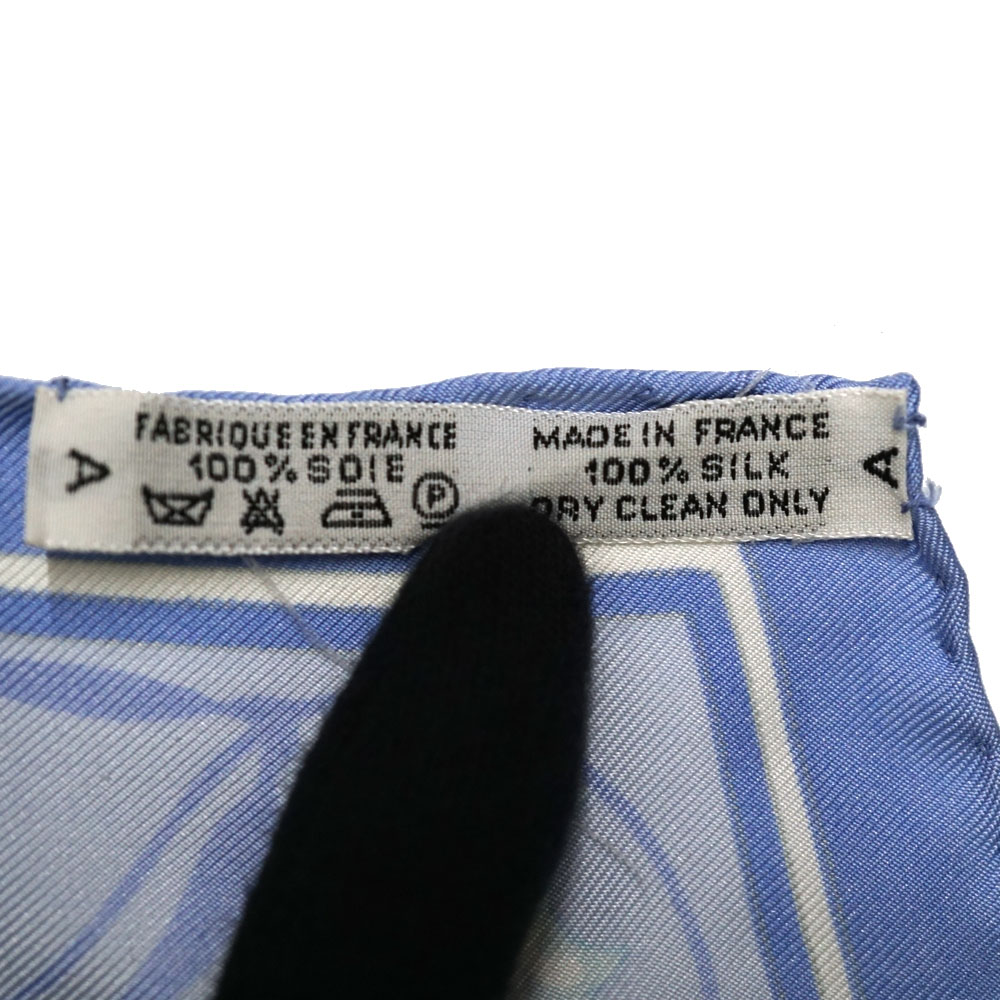 A
FABRIQUE EN FRANCE
100% SOIE
P
MADE IN FRANCE
100% SILK
DRY CLEAN ONLY
A